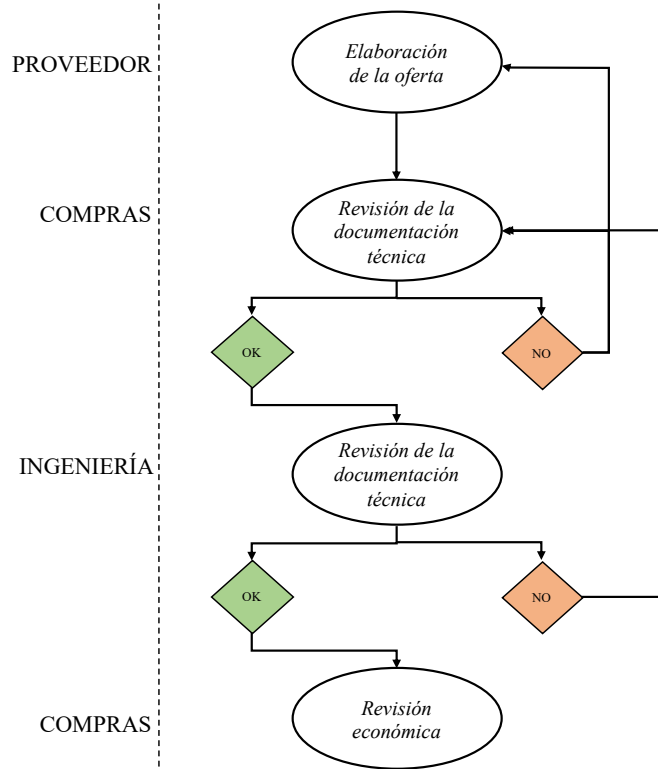 PROVEEDOR
Elaboración
de la oferta
COMPRAS
Revisión de la
documentación
técnica
OK
NO
INGENIERÍA
Revisión de la
documentación
técnica
OK
NO
COMPRAS
Revisión
económica